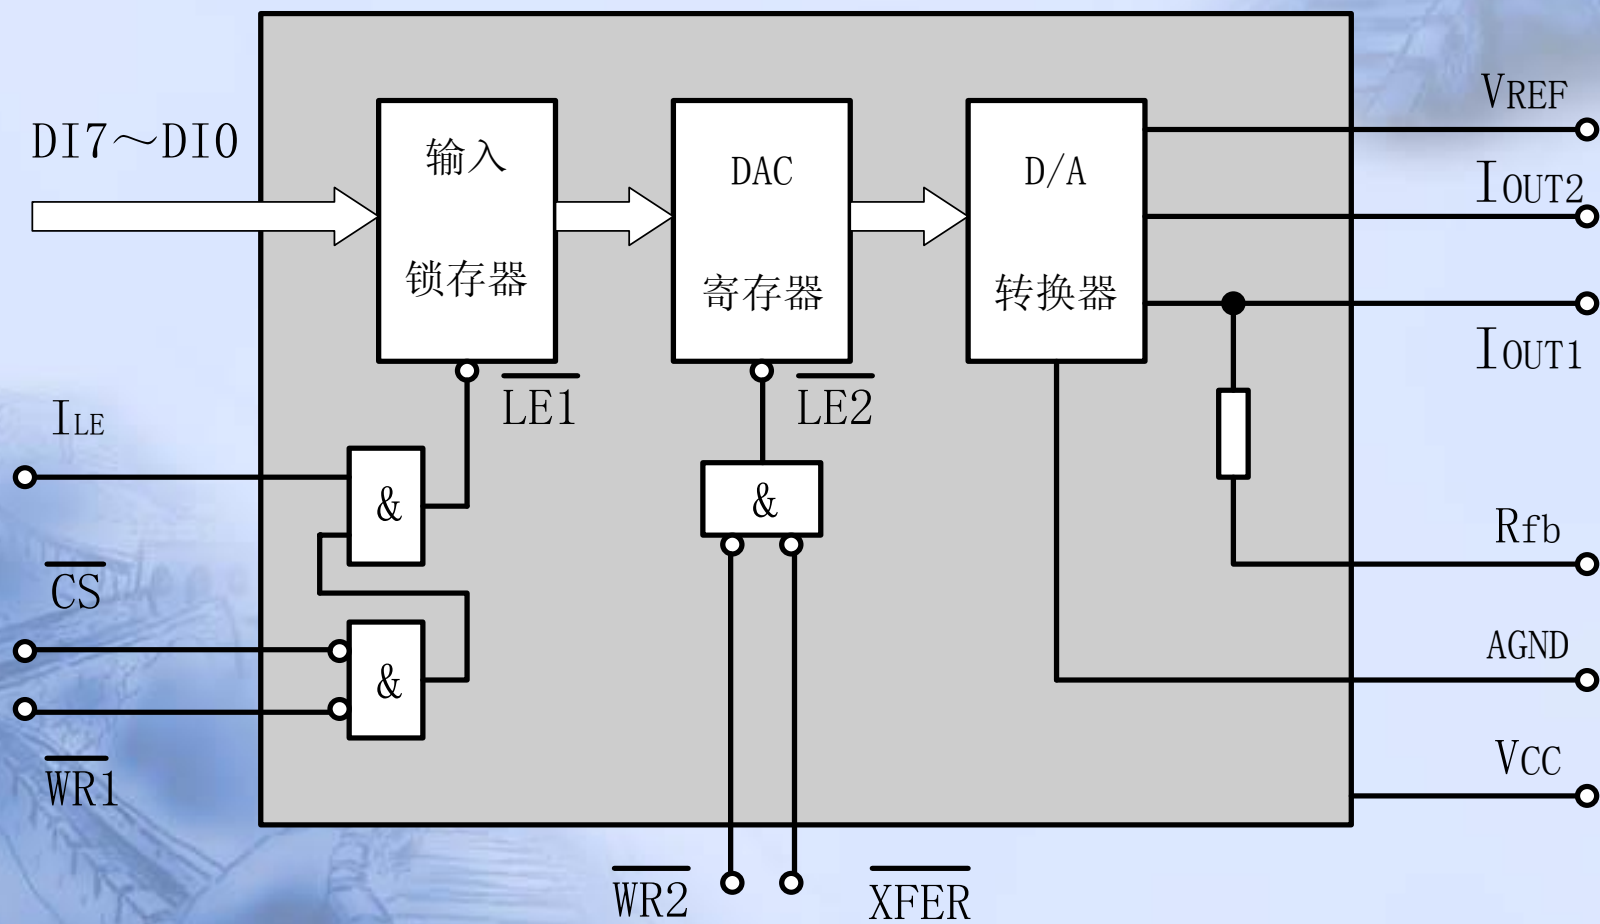 DI7～DI0
输入
锁存器
DAC
寄存器
D/A
转换器
VREF
IOUT2
IOUT1
LE1
LE2
ILE
&
&
&
CS
WR1
Rfb
AGND
VCC
WR2
XFER